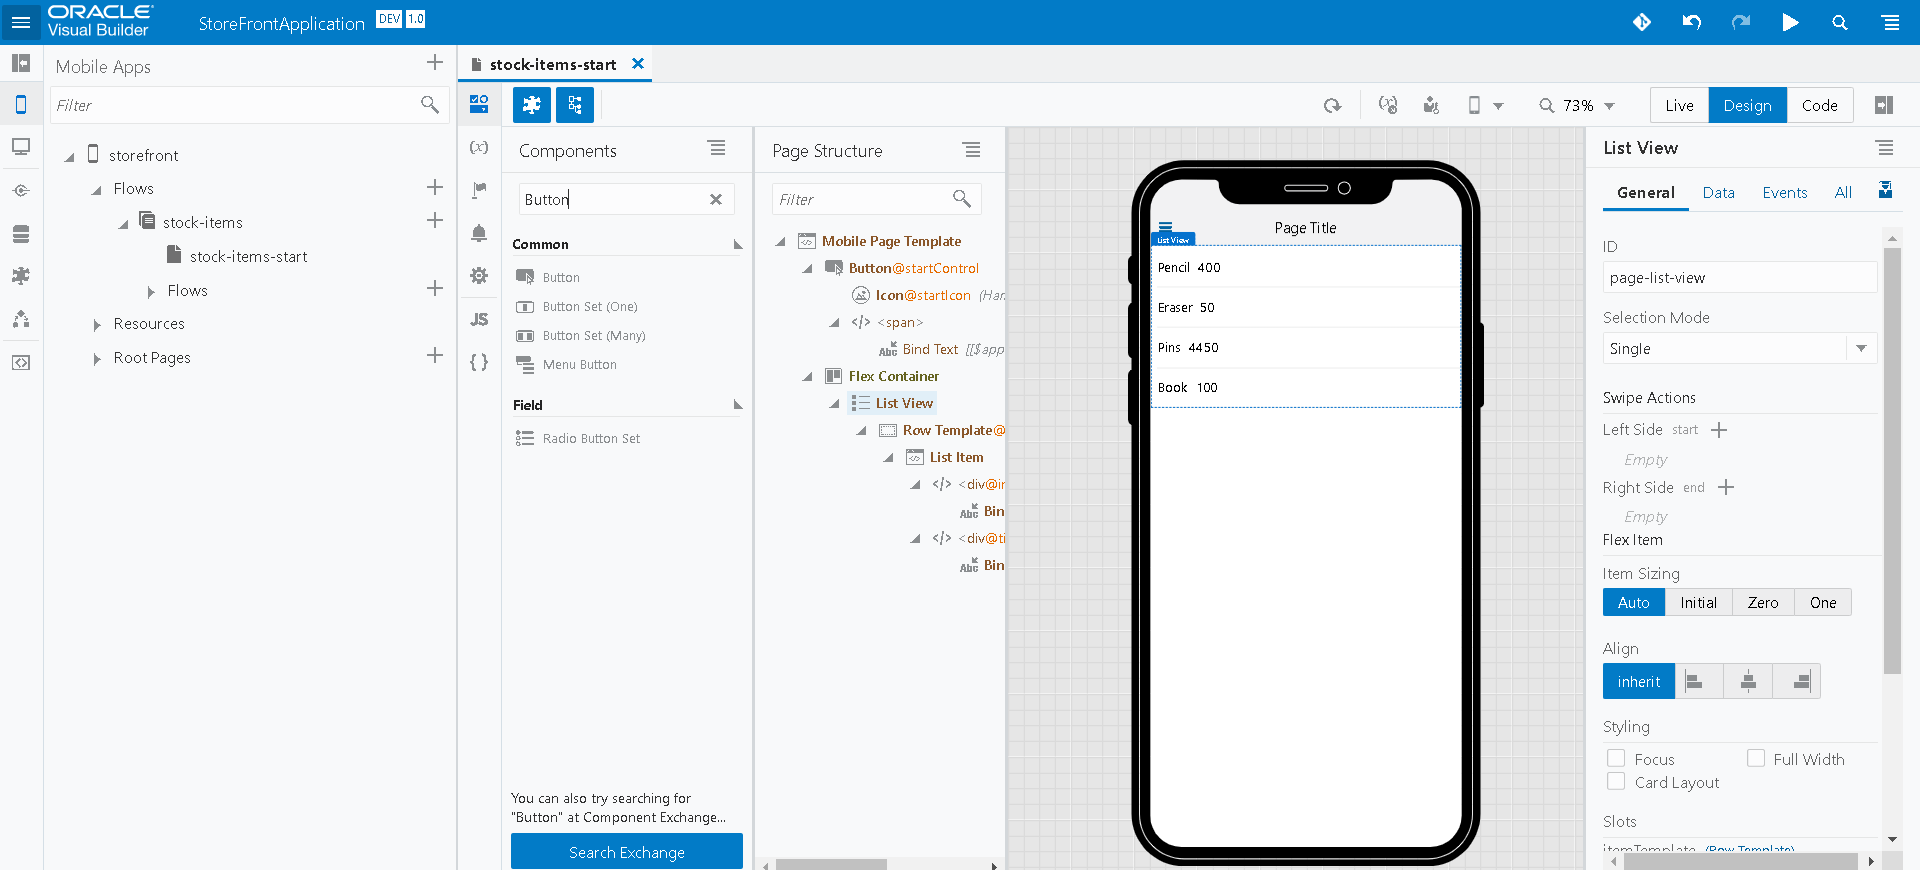 ORACLE
Visual Builder
StoreFrontApplication DEV 1.0
Mobile Apps
Filter
storefront
Flows
stock-items
stock-items-start
Flows
Resources
Root Pages
stock-items-start
73%
Live Design Code
(x)
JS
{ }
Components
Button
Common
Button
Button Set (One)
Button Set (Many)
Menu Button
Field
Radio Button Set
You can also try searching for
"Button" at Component Exchange...
Search Exchange
Page Structure
Filter
Mobile Page Template
Button@startControl
Icon@startIcon (Har
<span>
Abc Bind Text [[$app
Flex Container
List View
Row Template@
List Item
<div@in
Abc Bin
<div@ti
Abc Bin
Page Title
List View
Pencil 400
Eraser 50
Pins 4450
Book 100
List View
General Data Events All
ID
page-list-view
Selection Mode
Single
Swipe Actions
Left Side start
Empty
Right Side end
Empty
Flex Item
Item Sizing
Auto Initial Zero One
Align
inherit
Styling
Focus Full Width
Card Layout
Slots
itemTemplate (Row Template)